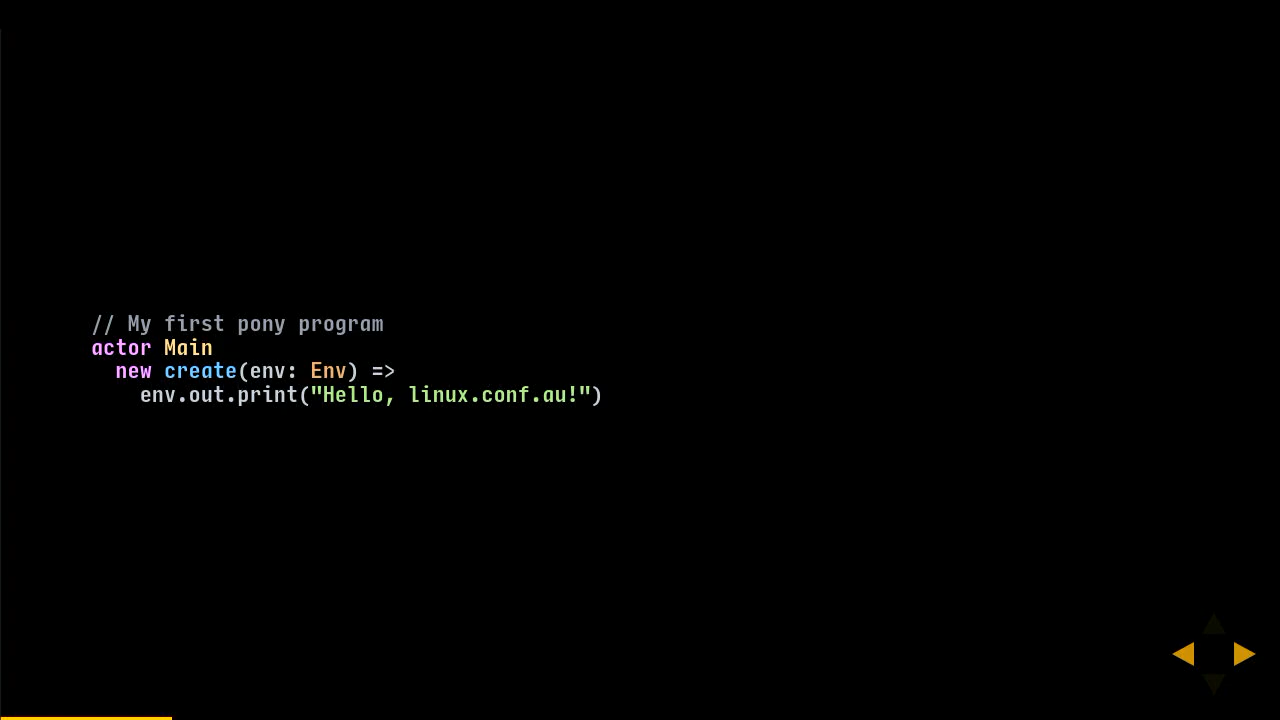 // My first pony program
actor Main
  new create(env: Env) =>
    env.out.print("Hello, linux.conf.au!")